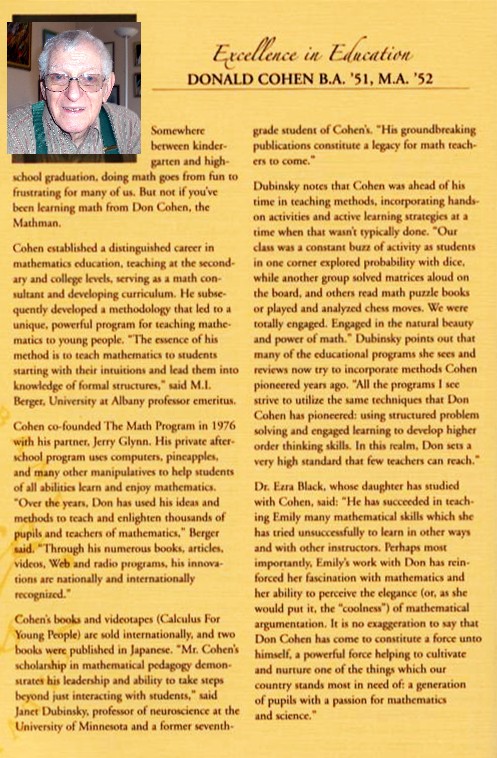 Excellence in Education
DONALD COHEN B.A. '51, M.A. '52
Somewhere
between kinder-
garten and high-
school graduation, doing math goes from fun to
frustrating for many of us. But not if you've
been learning math from Don Cohen, the
Mathman.
Cohen established a distinguished career in
mathematics education, teaching at the second-
ary and college levels, serving as a math con-
sultant and developing curriculum. He subse-
quently developed a methodology that led to a
unique, powerful program for teaching mathe-
matics to young people. "The essence of his
method is to teach mathematics to students
starting with their intuitions and lead them into
knowledge of formal structures," said M.I.
Berger, University at Albany professor emeritus.
Cohen co-founded The Math Program in 1976
with his partner, Jerry Glynn. His private after-
school program uses computers, pineapples,
and many other manipulatives to help students
of all abilities learn and enjoy mathematics.
"Over the years, Don has used his ideas and
methods to teach and enlighten thousands of
pupils and teachers of mathematics," Berger
said. "Through his numerous books, articles,
videos, Web and radio programs, his innova-
tions are nationally and internationally
recognized."
Cohen's books and videotapes (Calculus For
Young People) are sold internationally, and two
books were published in Japanese. "Mr. Cohen's
scholarship in mathematical pedagogy demon-
strates his leadership and ability to take steps
beyond just interacting with students," said
Janet Dubinsky, professor of neuroscience at the
University of Minnesota and a former seventh-
grade student of Cohen's. "His groundbreaking
publications constitute a legacy for math teach-
ers to come."
Dubinsky notes that Cohen was ahead of his
time in teaching methods, incorporating hands-
on activities and active learning strategies at a
time when that wasn't typically done. "Our
class was a constant buzz of activity as students
in one corner explored probability with dice,
while another group solved matrices aloud on
the board, and others read math puzzle books
or played and analyzed chess moves. We were
totally engaged. Engaged in the natural beauty
and power of math." Dubinsky points out that
many of the educational programs she sees and
reviews now try to incorporate methods Cohen
pioneered years ago. "All the programs I see
strive to utilize the same techniques that Don
Cohen has pioneered: using structured problem
solving and engaged learning to develop higher
order thinking skills. In this realm, Don sets a
very high standard that few teachers can reach."
Dr. Ezra Black, whose daughter has studied
with Cohen, said: "He has succeeded in teach-
ing Emily many mathematical skills which she
has tried unsuccessfully to learn in other ways
and with other instructors. Perhaps most
importantly, Emily's work with Don has rein-
forced her fascination with mathematics and
her ability to perceive the elegance (or, as she
would put it, the "coolness") of mathematical
argumentation. It is no exaggeration to say that
Don Cohen has come to constitute a force unto
himself, a powerful force helping to cultivate
and nurture one of the things which our
country stands most in need of: a generation
of pupils with a passion for mathematics
and science."